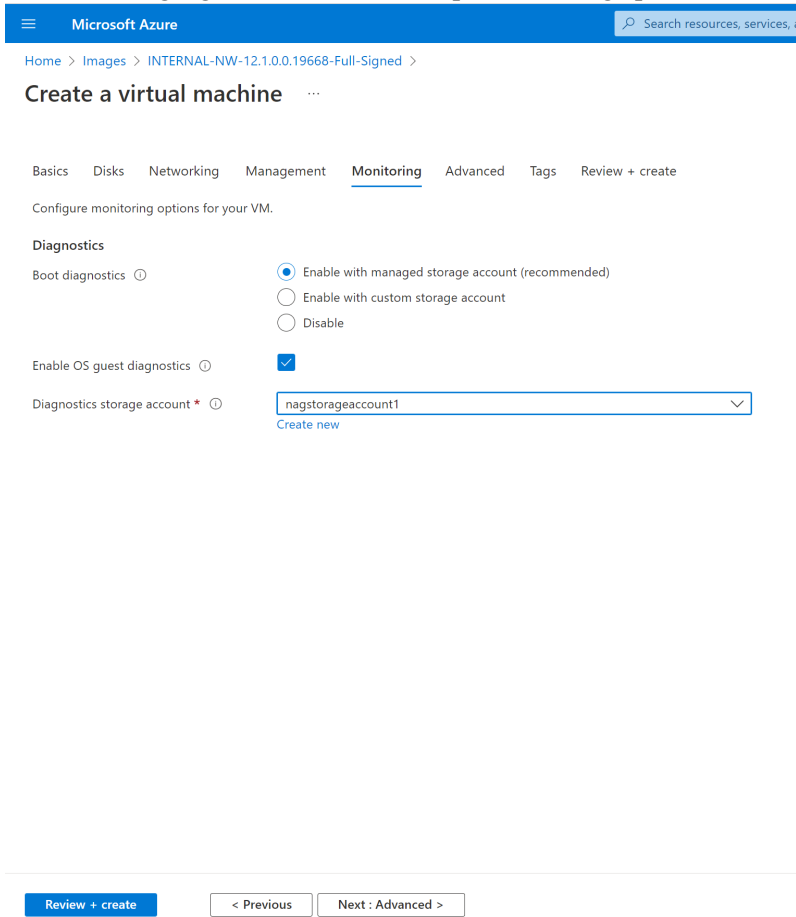 Microsoft Azure
Search resources, services, a
Home > Images > INTERNAL-NW-12.1.0.0.19668-Full-Signed >
Create a virtual machine ...
Basics Disks Networking Management Monitoring Advanced Tags Review + create
Configure monitoring options for your VM.
Diagnostics
Boot diagnostics
Enable with managed storage account (recommended)
Enable with custom storage account
Disable
Enable OS guest diagnostics
Diagnostics storage account *
nagstorageaccount1
Create new
Review + create < Previous Next : Advanced >